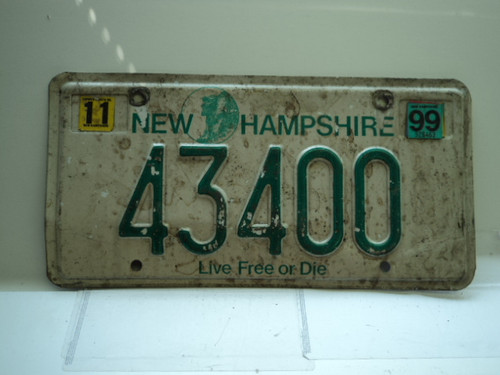 11
NEW HAMPSHIRE
99
43400
Live Free or Die